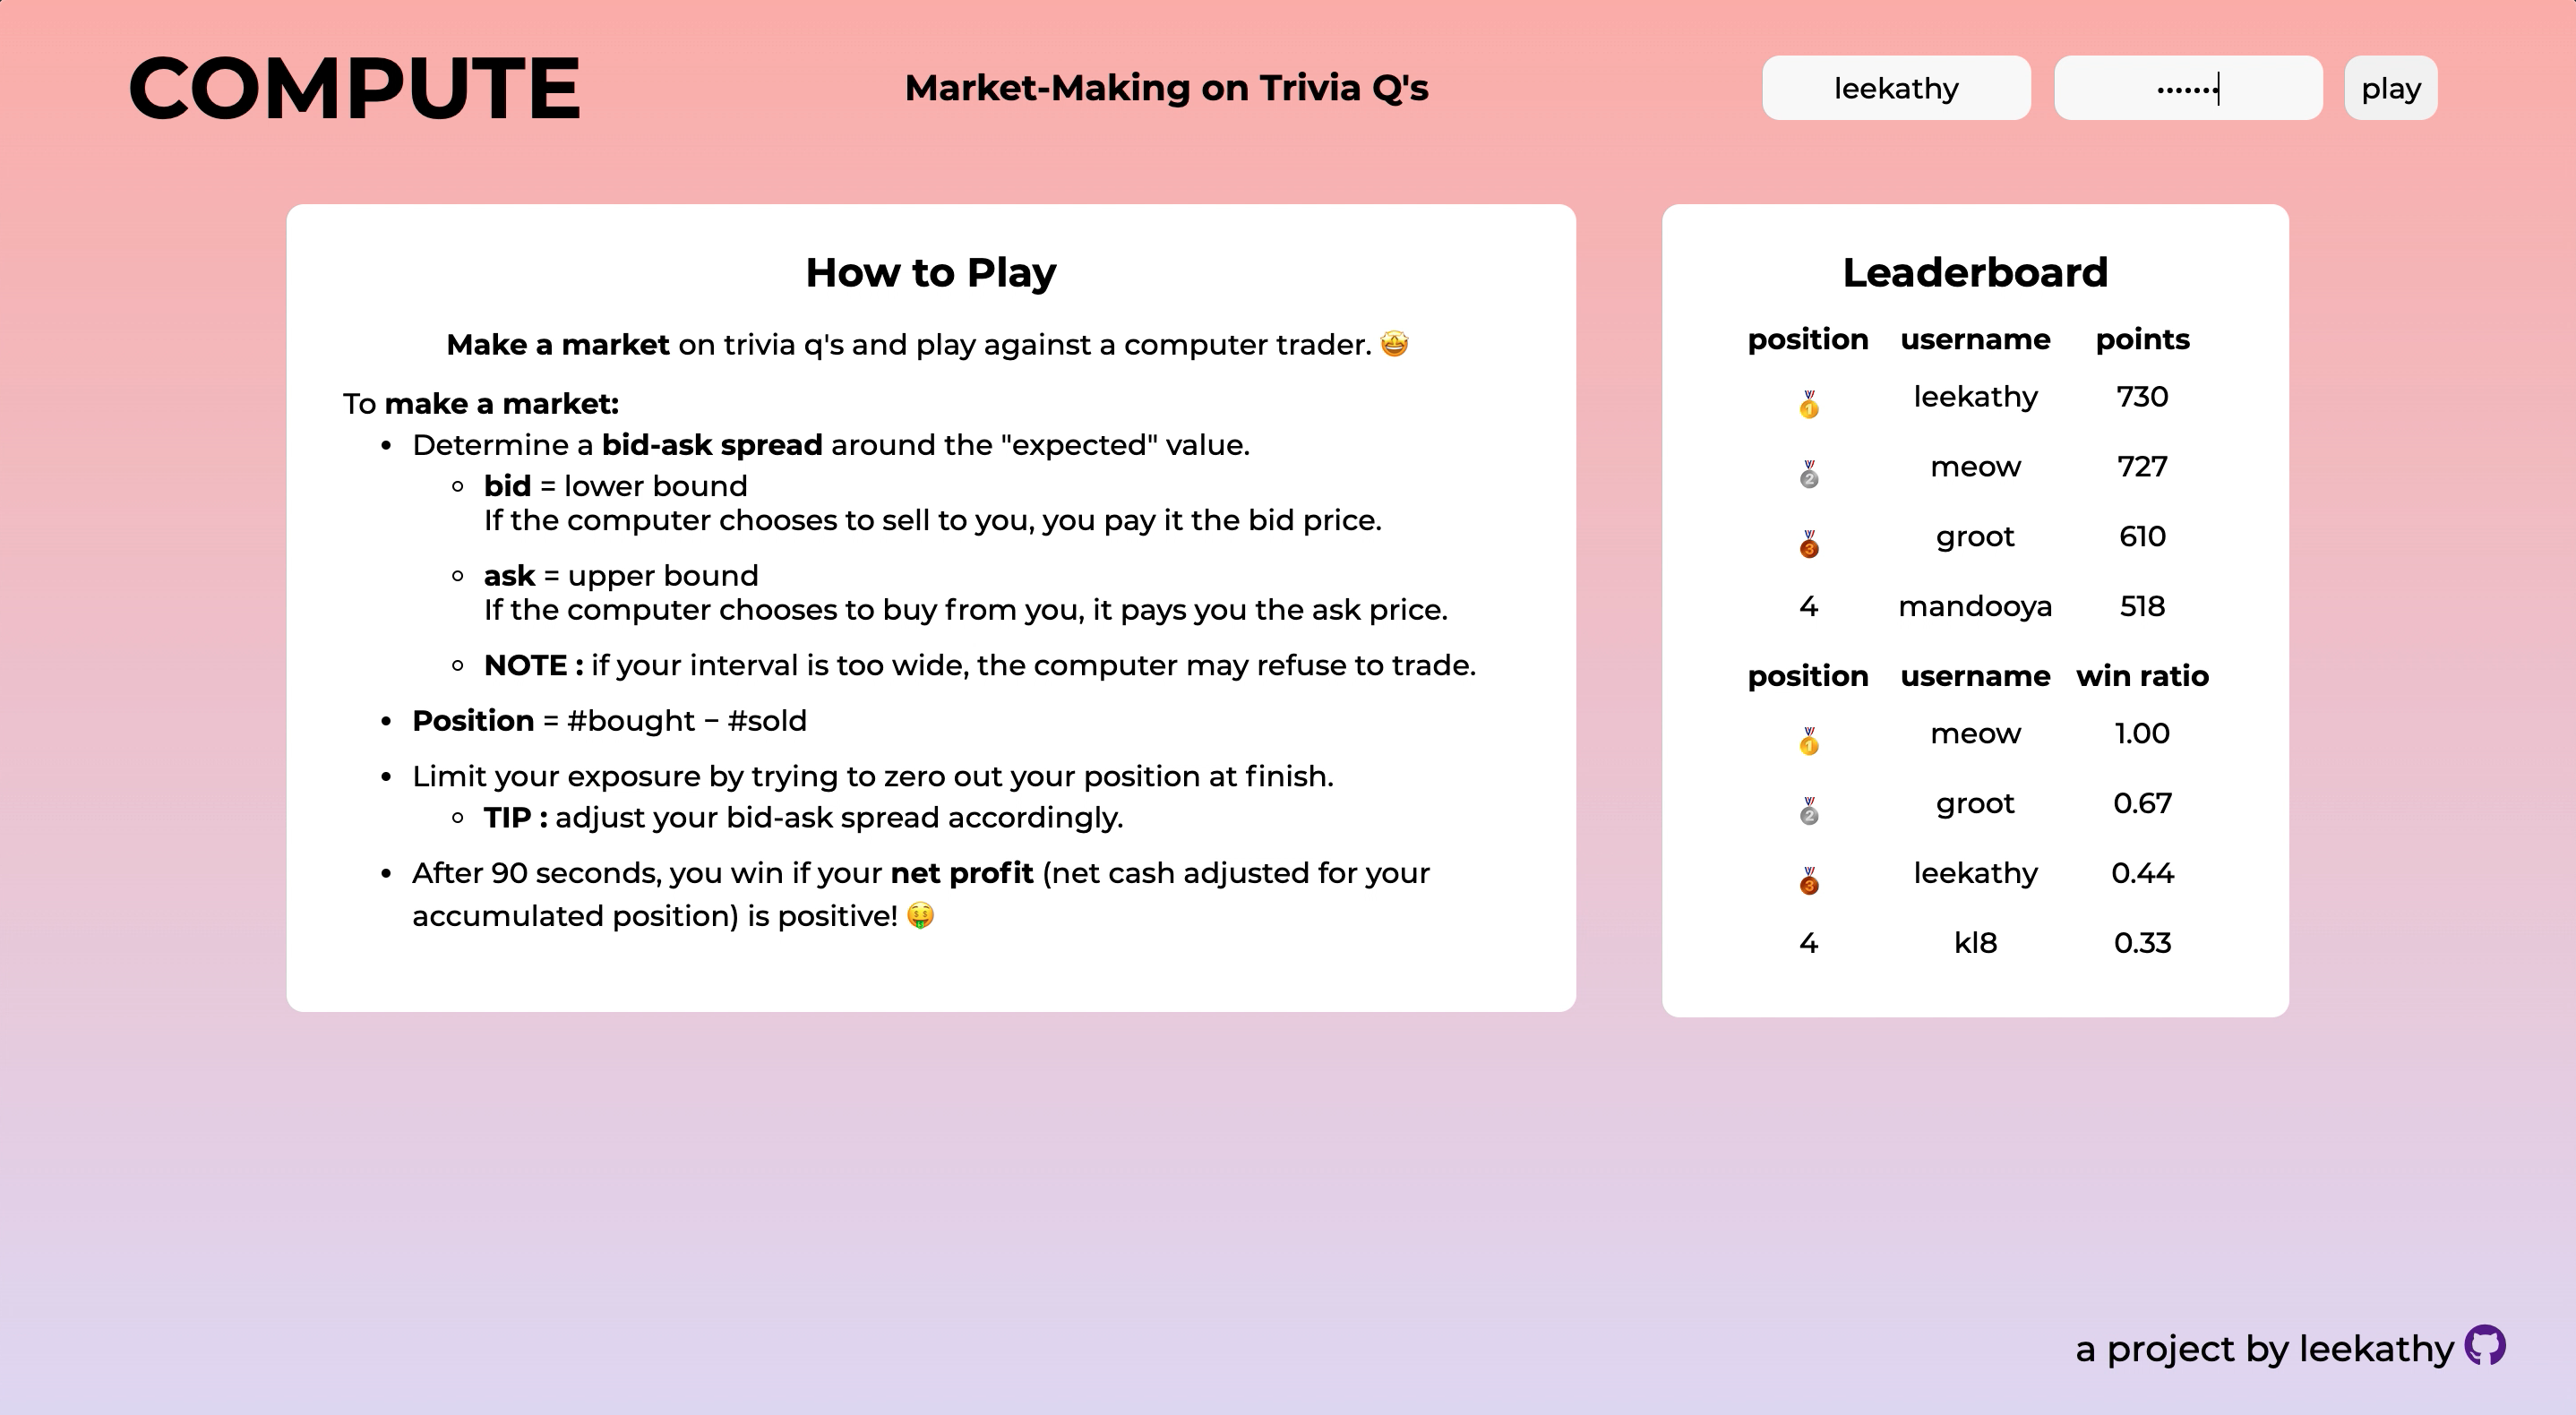 COMPUTE
Market-Making on Trivia Q's
leekathy
•••••••
play
How to Play
Make a market on trivia q's and play against a computer trader. 🤩
To make a market:
• Determine a bid-ask spread around the "expected" value.
◦ bid = lower bound
If the computer chooses to sell to you, you pay it the bid price.
◦ ask = upper bound
If the computer chooses to buy from you, it pays you the ask price.
◦ NOTE : if your interval is too wide, the computer may refuse to trade.
• Position = #bought − #sold
• Limit your exposure by trying to zero out your position at finish.
◦ TIP : adjust your bid-ask spread accordingly.
• After 90 seconds, you win if your net profit (net cash adjusted for your
accumulated position) is positive! 🤑
Leaderboard
position username points
🥇 leekathy 730
🥈 meow 727
🥉 groot 610
4 mandooya 518
position username win ratio
🥇 meow 1.00
🥈 groot 0.67
🥉 leekathy 0.44
4 kl8 0.33
a project by leekathy